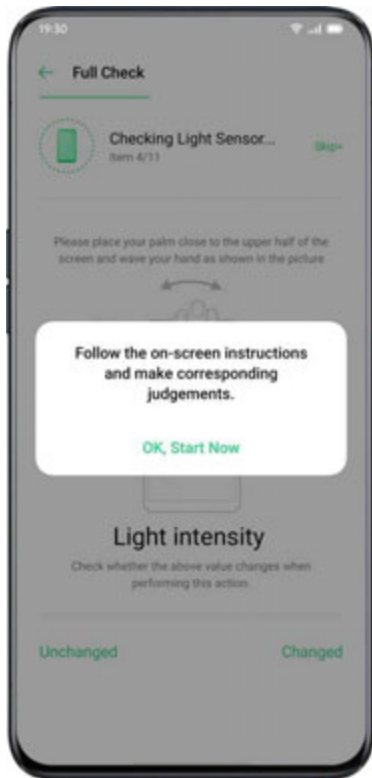 19:30
Full Check
Checking Light Sensor...
Item 4/11
Skip
Please place your palm close to the upper half of the
screen and wave your hand as shown in the picture
Follow the on-screen instructions
and make corresponding
judgements.
OK, Start Now
Light intensity
Check whether the above value changes when
performing this action.
Unchanged
Changed